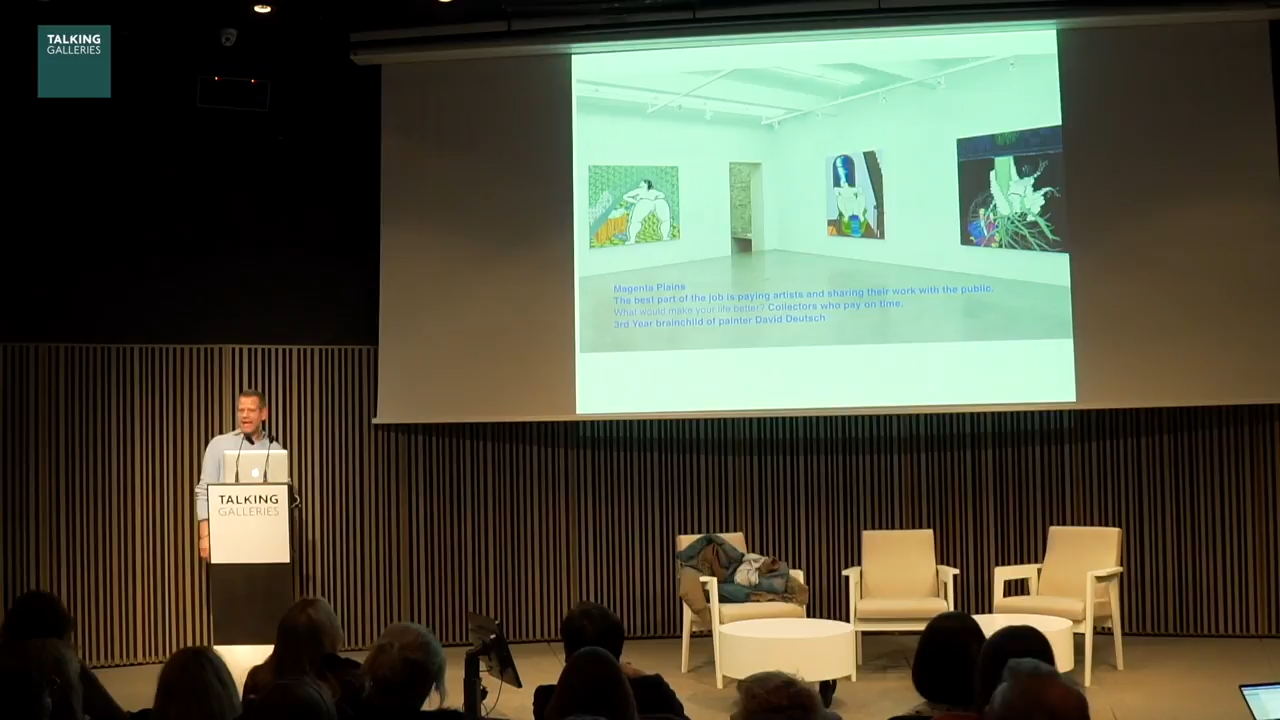 TALKING
GALLERIES
Magenta Plains
The best part of the job is paying artists and sharing their work with the public.
What would make your life better? Collectors who pay on time.
3rd Year brainchild of painter David Deutsch
TALKING
GALLERIES